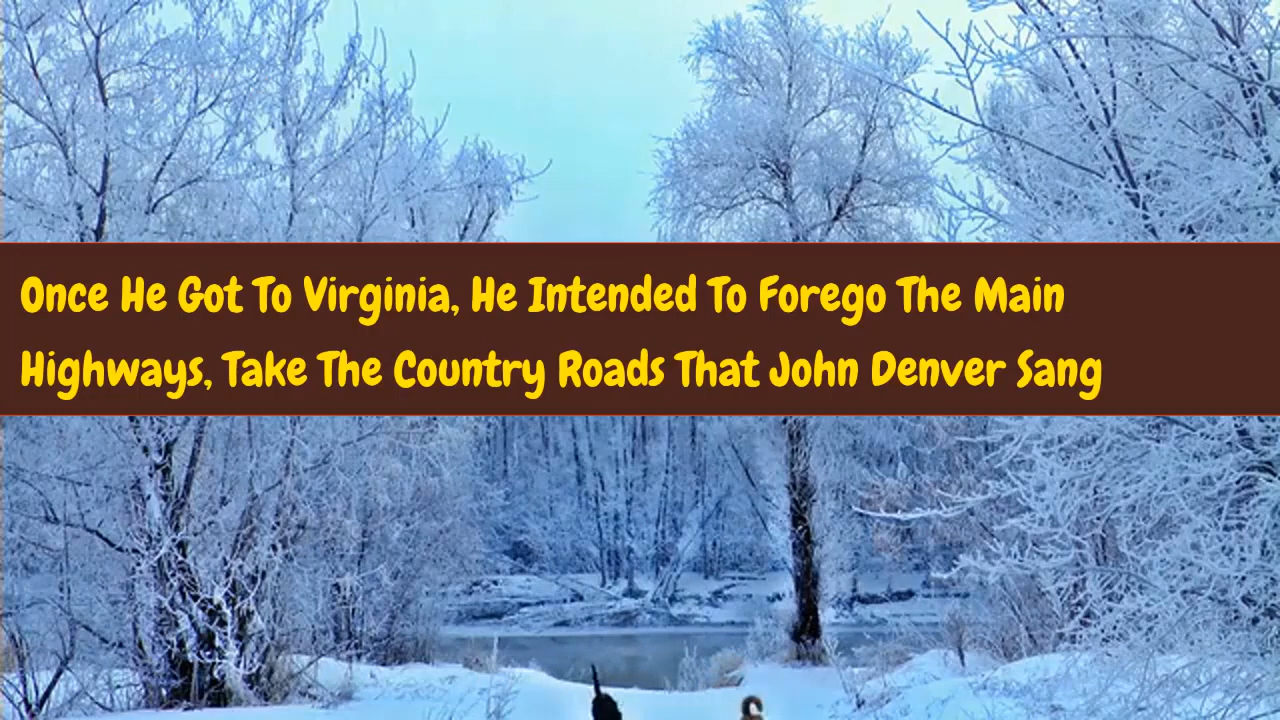 Once He Got To Virginia, He Intended To Forego The Main
Highways, Take The Country Roads That John Denver Sang